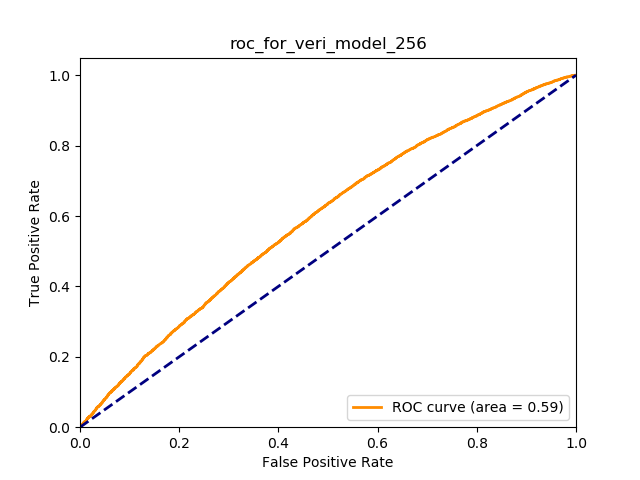 roc_for_veri_model_256
True Positive Rate
1.0
0.8
0.6
0.4
0.2
0.0
ROC curve (area = 0.59)
0.0 0.2 0.4 0.6 0.8 1.0
False Positive Rate